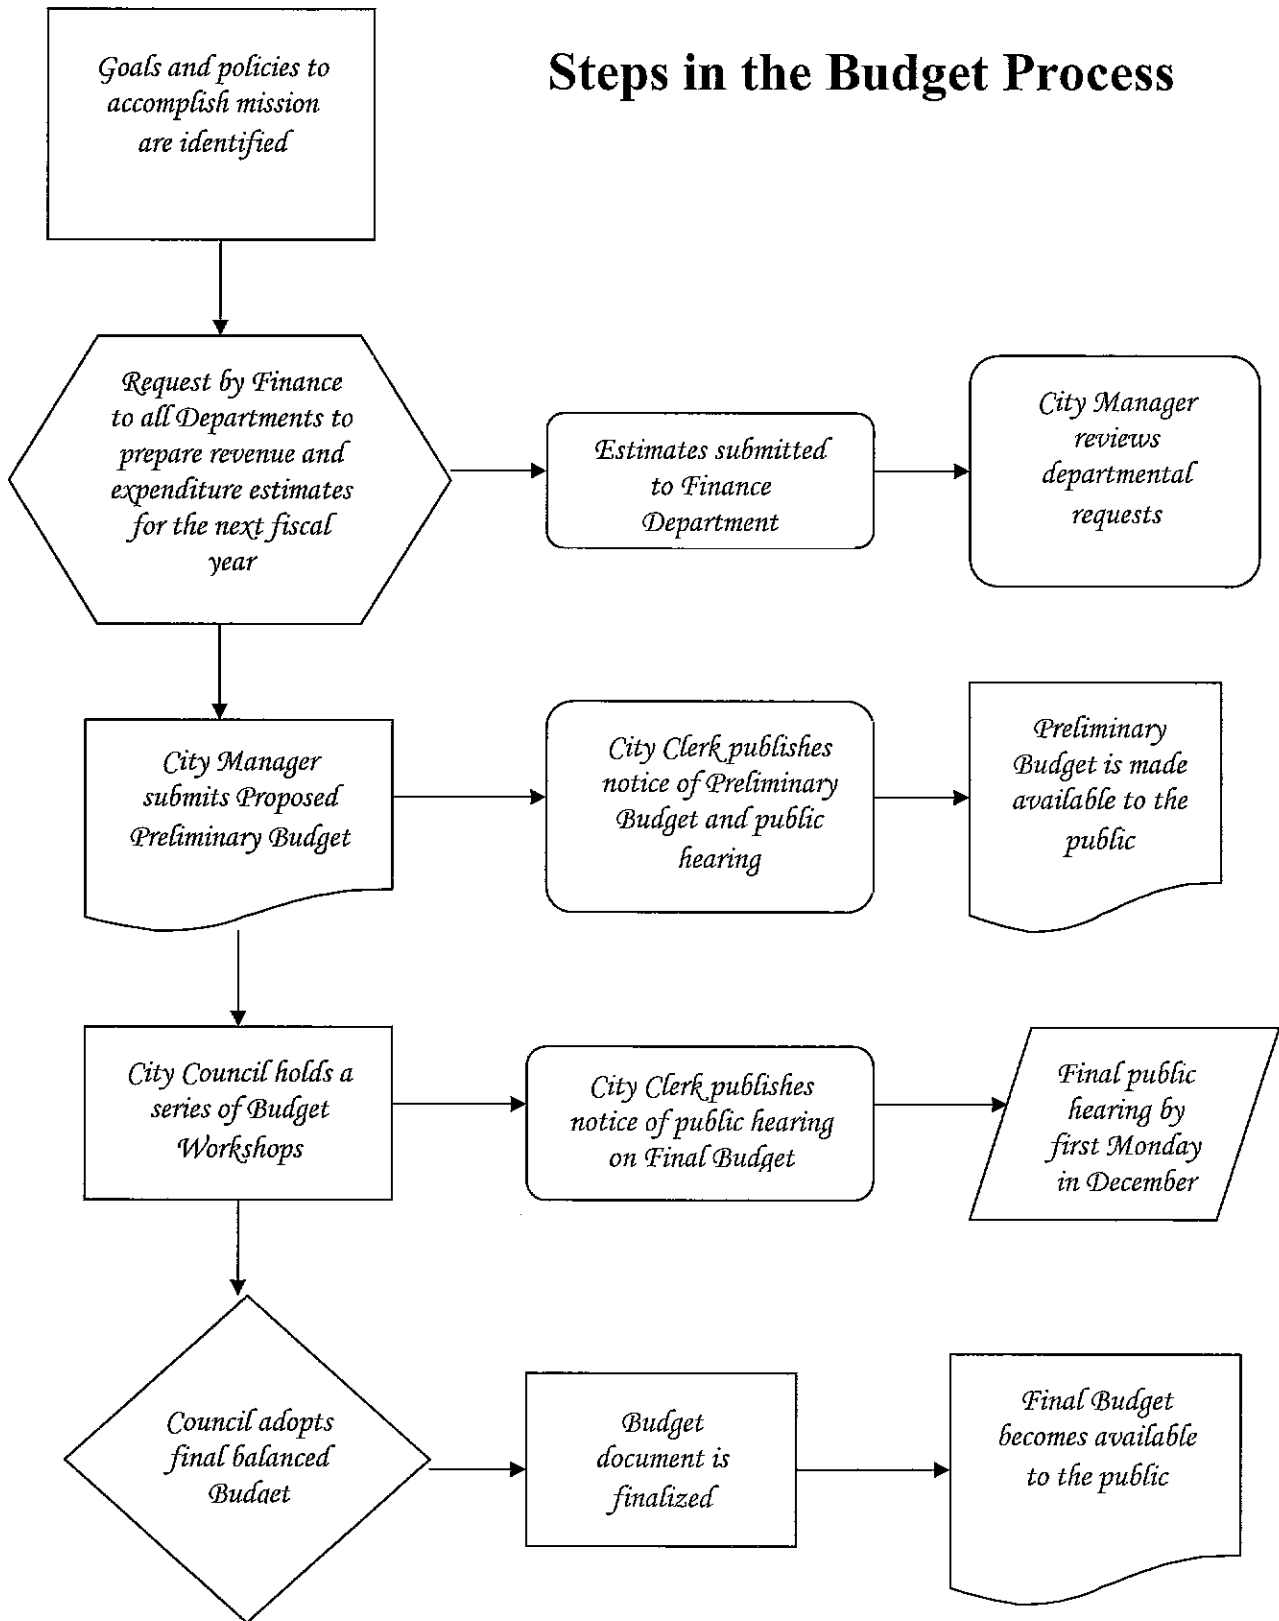 Steps in the Budget Process
Goals and policies to
accomplish mission
are identified
Request by Finance
to all Departments to
prepare revenue and
expenditure estimates
for the next fiscal
year
Estimates submitted
to Finance
Department
City Manager
reviews
departmental
requests
City Manager
submits Proposed
Preliminary Budget
City Clerk publishes
notice of Preliminary
Budget and public
hearing
Preliminary
Budget is made
available to the
public
City Council holds a
series of Budget
Workshops
City Clerk publishes
notice of public hearing
on Final Budget
Final public
hearing by
first Monday
in December
Council adopts
final balanced
Budget
Budget
document is
finalized
Final Budget
becomes available
to the public